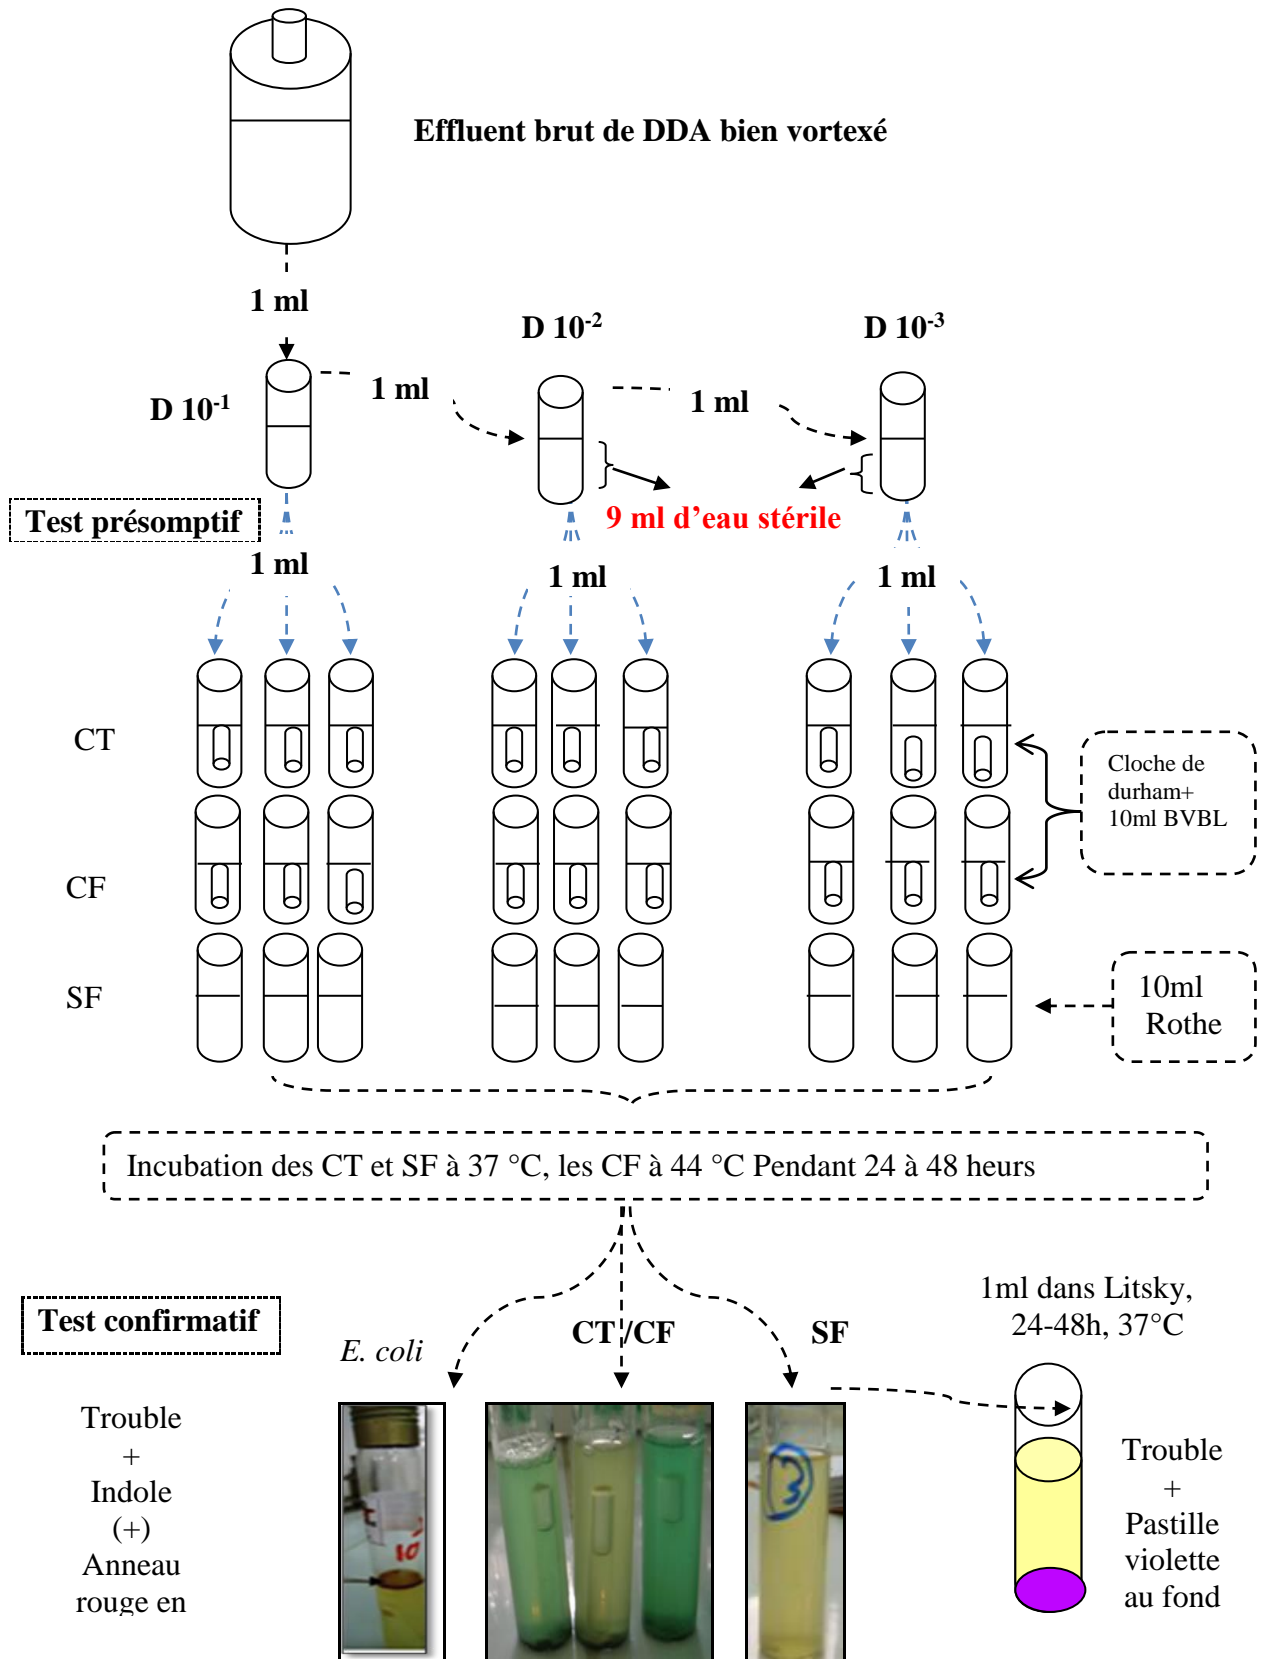 Effluent brut de DDA bien vortexé
1 ml
D 10⁻²
D 10⁻³
D 10⁻¹
1 ml
1 ml
Test présomptif
9 ml d'eau stérile
1 ml
1 ml
1 ml
CT
Cloche de
durham+
10ml BVBL
CF
SF
10ml
Rothe
Incubation des CT et SF à 37 °C, les CF à 44 °C Pendant 24 à 48 heurs
Test confirmatif
E. coli
CT /CF
SF
1ml dans Litsky,
24-48h, 37°C
Trouble
+
Indole
(+)
Anneau
rouge en
10
3
Trouble
+
Pastille
violette
au fond